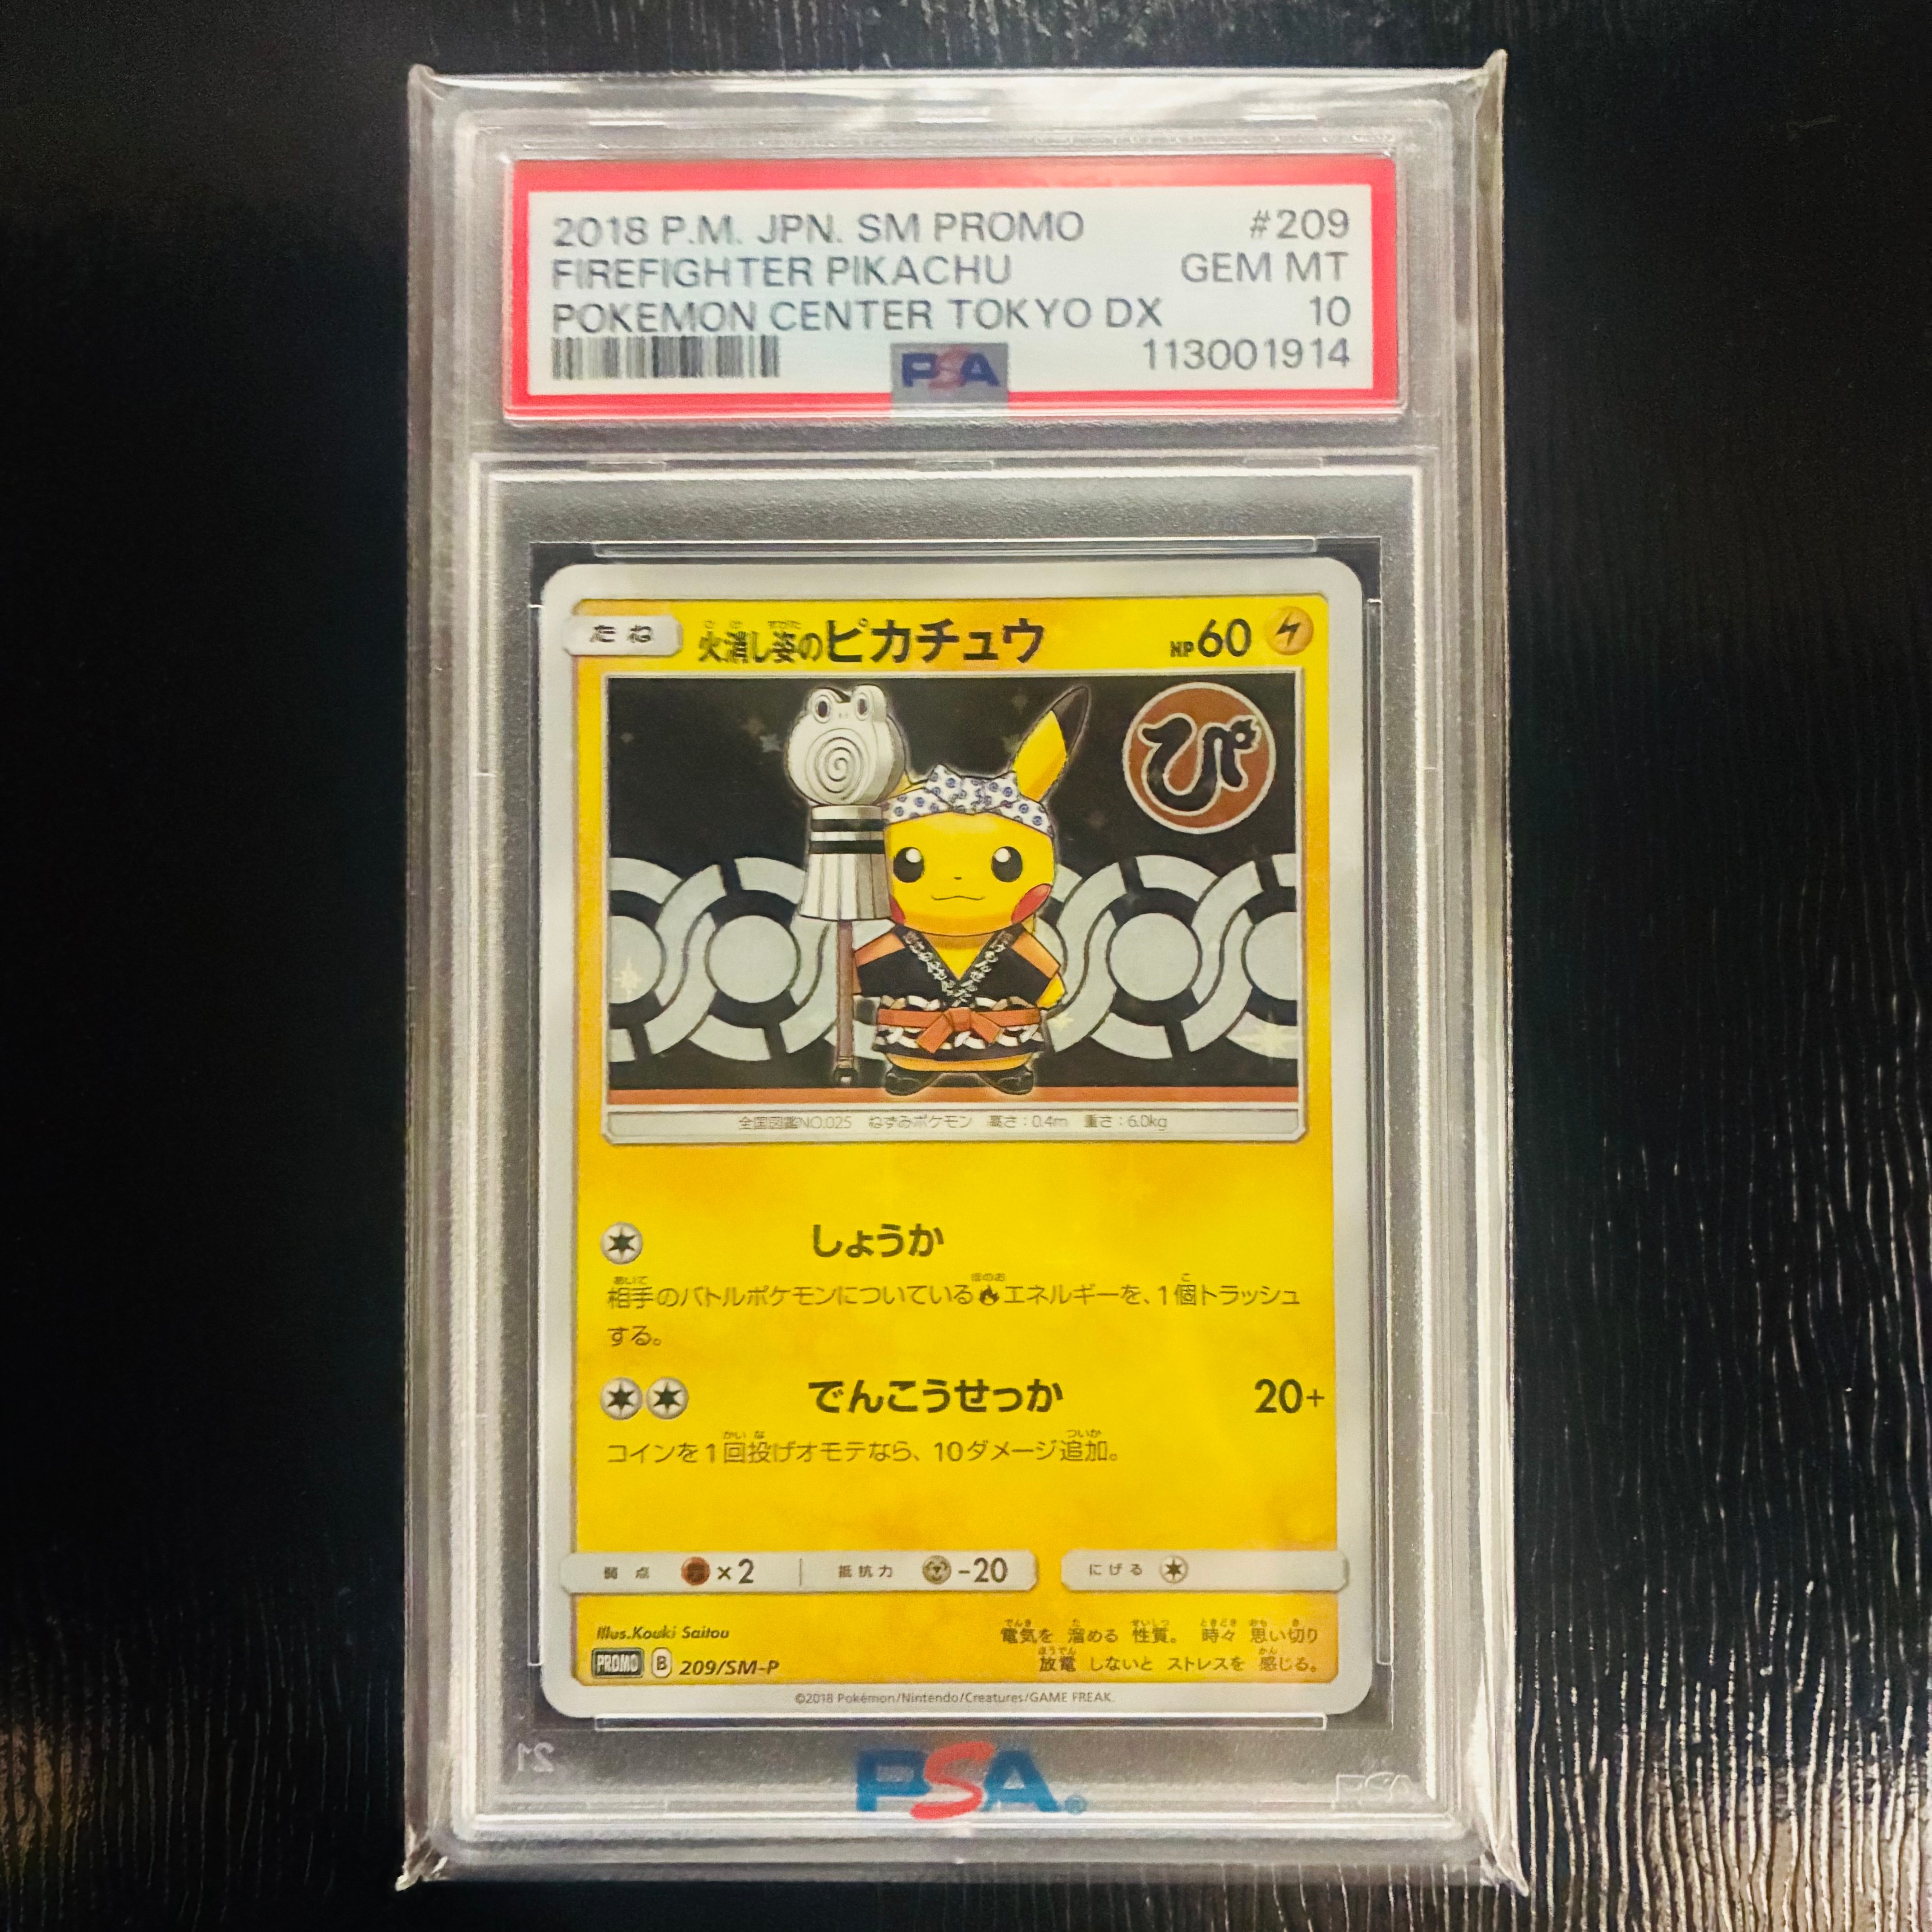 2018 P.M. JPN. SM PROMO #209
FIREFIGHTER PIKACHU GEM MT
POKEMON CENTER TOKYO DX 10
PSA 113001914
たね 火消し姿のピカチュウ HP60
ぴ
全国図鑑NO.025 ねずみポケモン 高さ:0.4m 重さ:6.0kg
しょうか
相手のバトルポケモンについているエネルギーを、1個トラッシュ
する。
でんこうせっか 20+
コインを1回投げオモテなら、10ダメージ追加。
弱点 ×2 抵抗力 -20 にげる
Illus.Kouki Saitou
電気を 溜める 性質。 時々 思い切り
放電 しないと ストレスを 感じる。
PROMO B 209/SM-P
©2018 Pokémon/Nintendo/Creatures/GAME FREAK.
21
PSA®
PSA